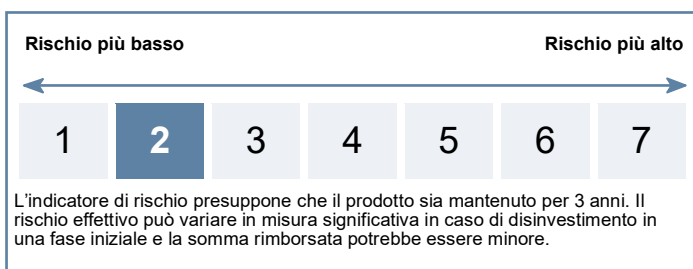 Rischio più basso Rischio più alto
1 2 3 4 5 6 7
L'indicatore di rischio presuppone che il prodotto sia mantenuto per 3 anni. Il
rischio effettivo può variare in misura significativa in caso di disinvestimento in
una fase iniziale e la somma rimborsata potrebbe essere minore.